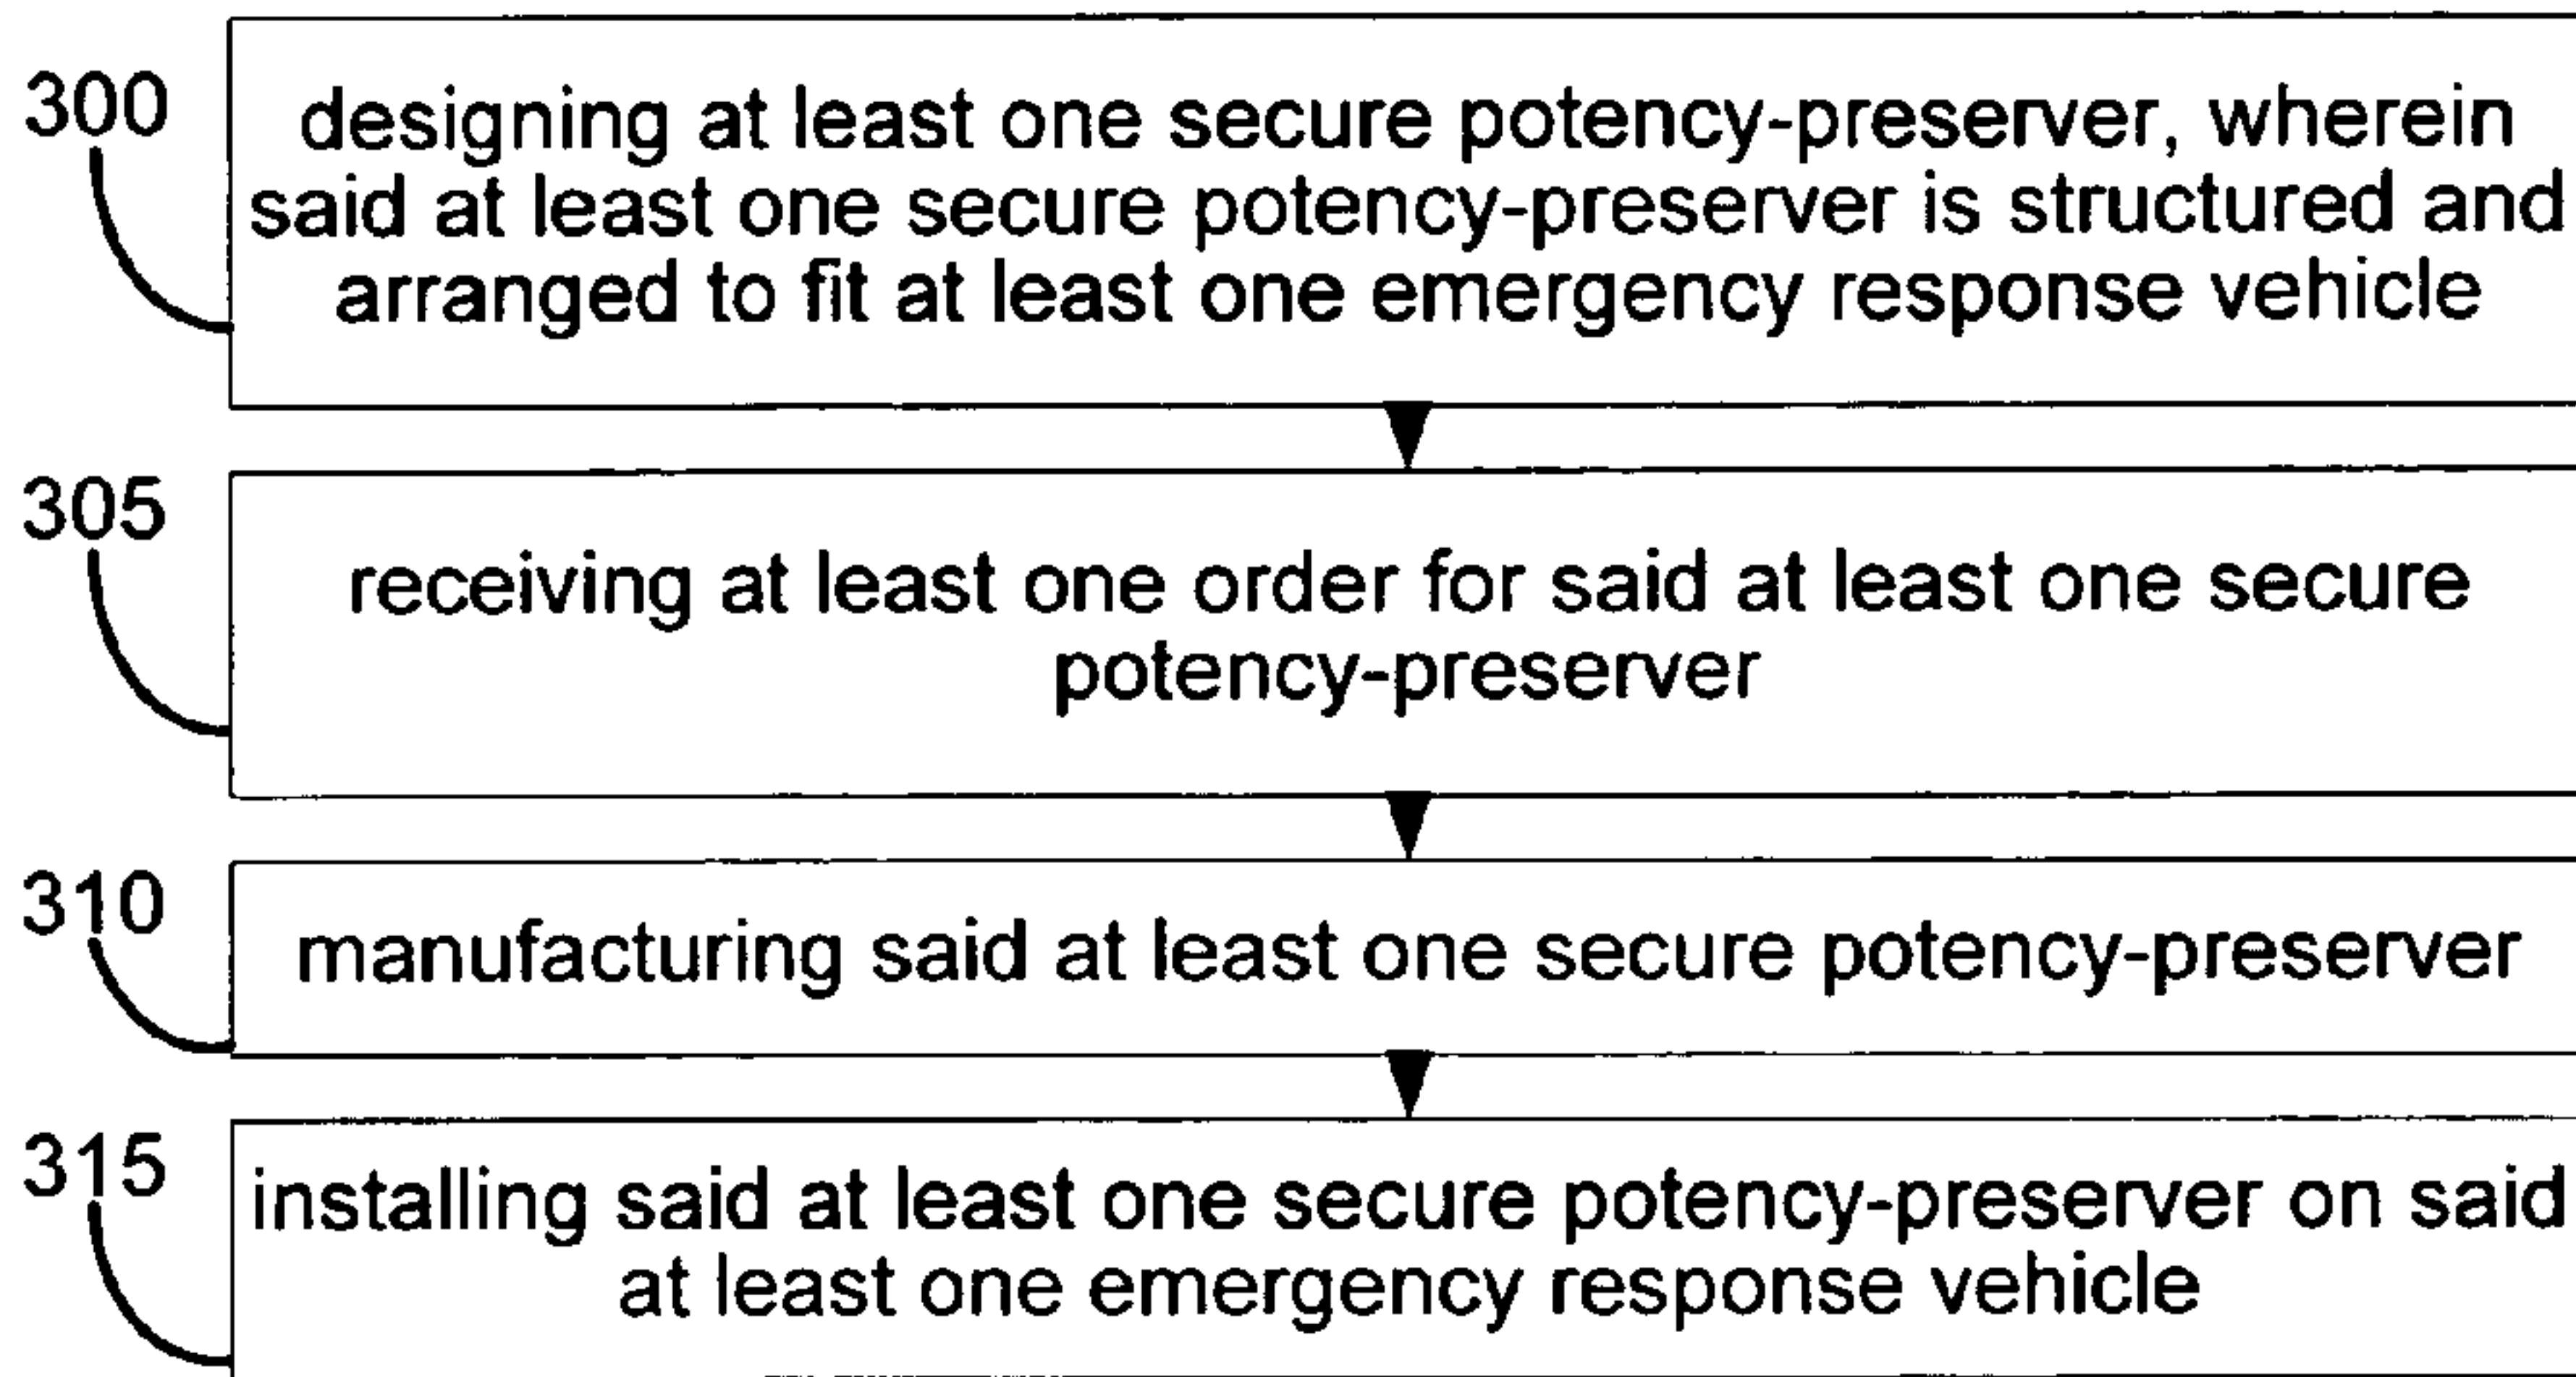 300
designing at least one secure potency-preserver, wherein
said at least one secure potency-preserver is structured and
arranged to fit at least one emergency response vehicle
305
receiving at least one order for said at least one secure
potency-preserver
310
manufacturing said at least one secure potency-preserver
315
installing said at least one secure potency-preserver on said
at least one emergency response vehicle